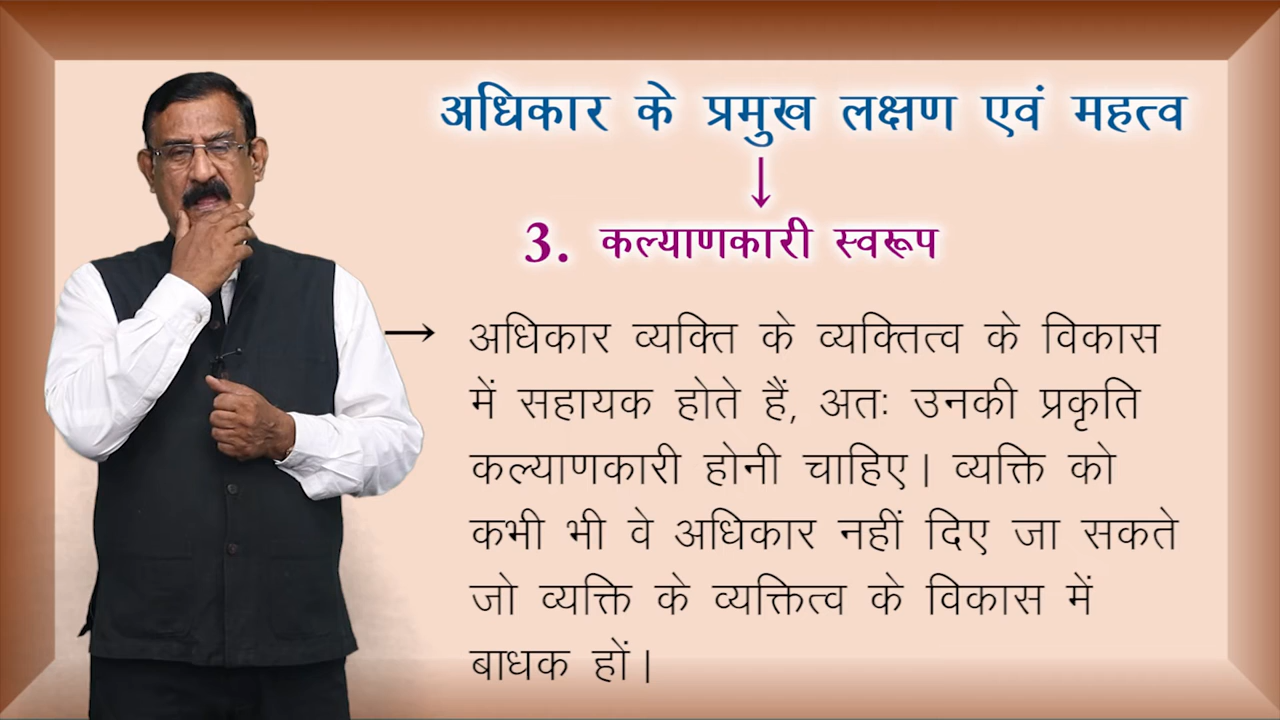 अधिकार के प्रमुख लक्षण एवं महत्व
↓
3. कल्याणकारी स्वरूप
→ अधिकार व्यक्ति के व्यक्तित्व के विकास
में सहायक होते हैं, अतः उनकी प्रकृति
कल्याणकारी होनी चाहिए। व्यक्ति को
कभी भी वे अधिकार नहीं दिए जा सकते
जो व्यक्ति के व्यक्तित्व के विकास में
बाधक हों।